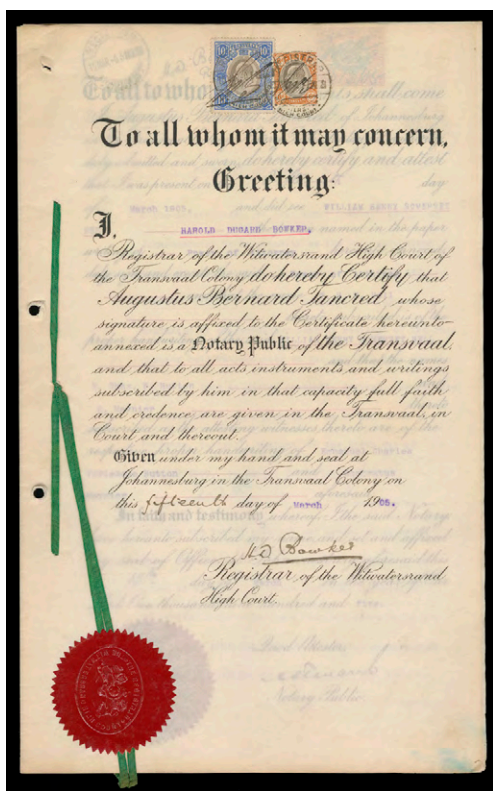 To all whom it may concern,
Greeting:
I, HAROLD DUGAND BOWKER,
Registrar of the Witwatersrand High Court of
the Transvaal Colony do hereby Certify that
Augustus Bernard Tancred whose
signature is affixed to the Certificate hereunto
annexed is a Notary Public of the Transvaal
and that to all acts instruments and writings
subscribed by him in that capacity full faith
and credence are given in the Transvaal, in
Court and thereout.
Given under my hand and seal at
Johannesburg in the Transvaal Colony on
this fifteenth day of March 1905.
H D Bowker
Registrar of the Witwatersrand
High Court.